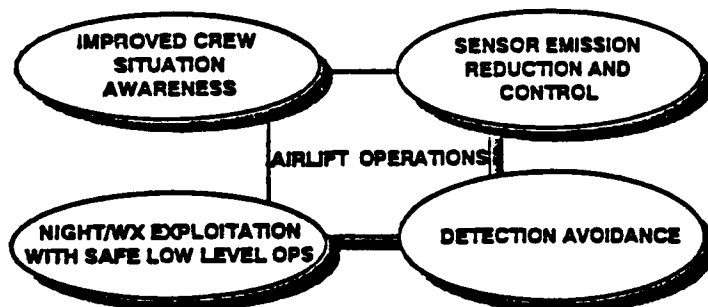 IMPROVED CREW
SITUATION
AWARENESS
SENSOR EMISSION
REDUCTION AND
CONTROL
AIRLIFT OPERATIONS
NIGHT/WX EXPLOITATION
WITH SAFE LOW LEVEL OPS
DETECTION AVOIDANCE